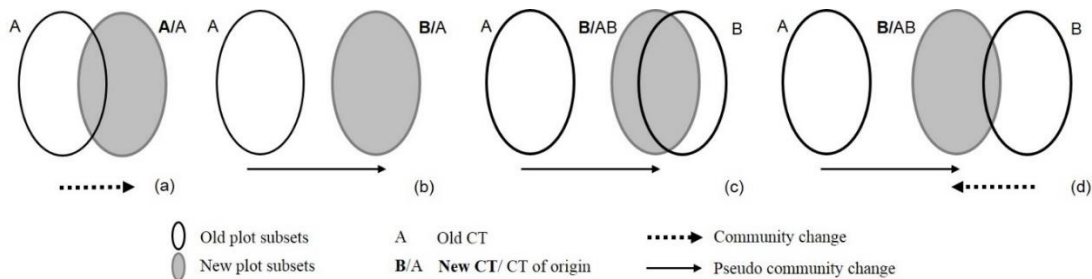 A A/A A B/A A B/AB B A B/AB B
(a) (b) (c) (d)
Old plot subsets A Old CT Community change
New plot subsets B/A New CT/ CT of origin Pseudo community change